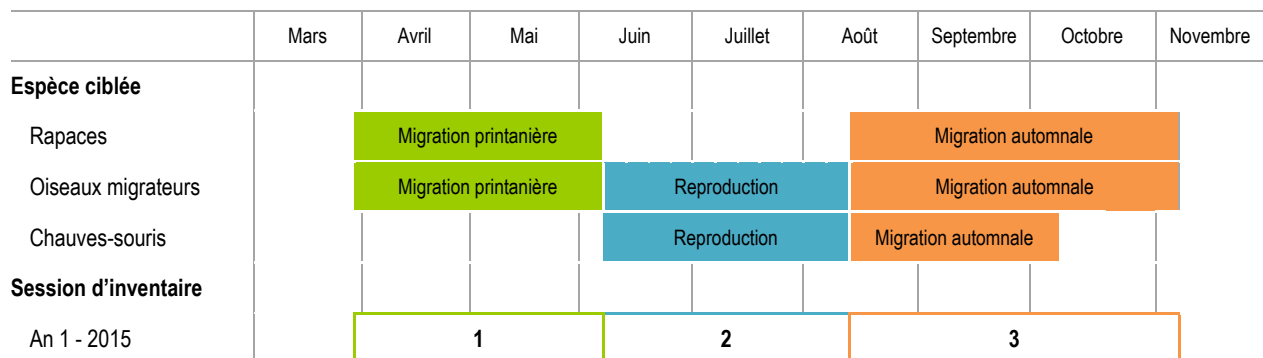 Mars Avril Mai Juin Juillet Août Septembre Octobre Novembre
Espèce ciblée
Rapaces Migration printanière Migration automnale
Oiseaux migrateurs Migration printanière Reproduction Migration automnale
Chauves-souris Reproduction Migration automnale
Session d'inventaire
An 1 - 2015 1 2 3